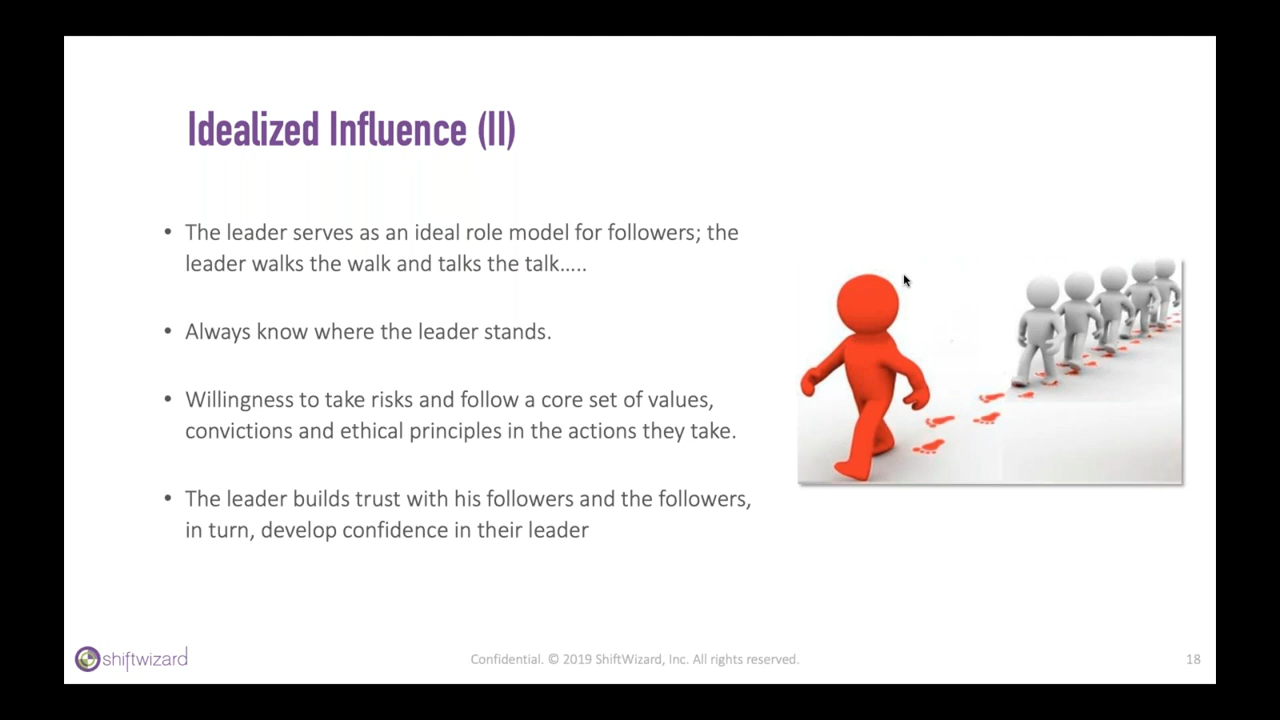 Idealized Influence (II)
• The leader serves as an ideal role model for followers; the
leader walks the walk and talks the talk.....
• Always know where the leader stands.
• Willingness to take risks and follow a core set of values,
convictions and ethical principles in the actions they take.
• The leader builds trust with his followers and the followers,
in turn, develop confidence in their leader
shiftwizard
Confidential. © 2019 ShiftWizard, Inc. All rights reserved.
18